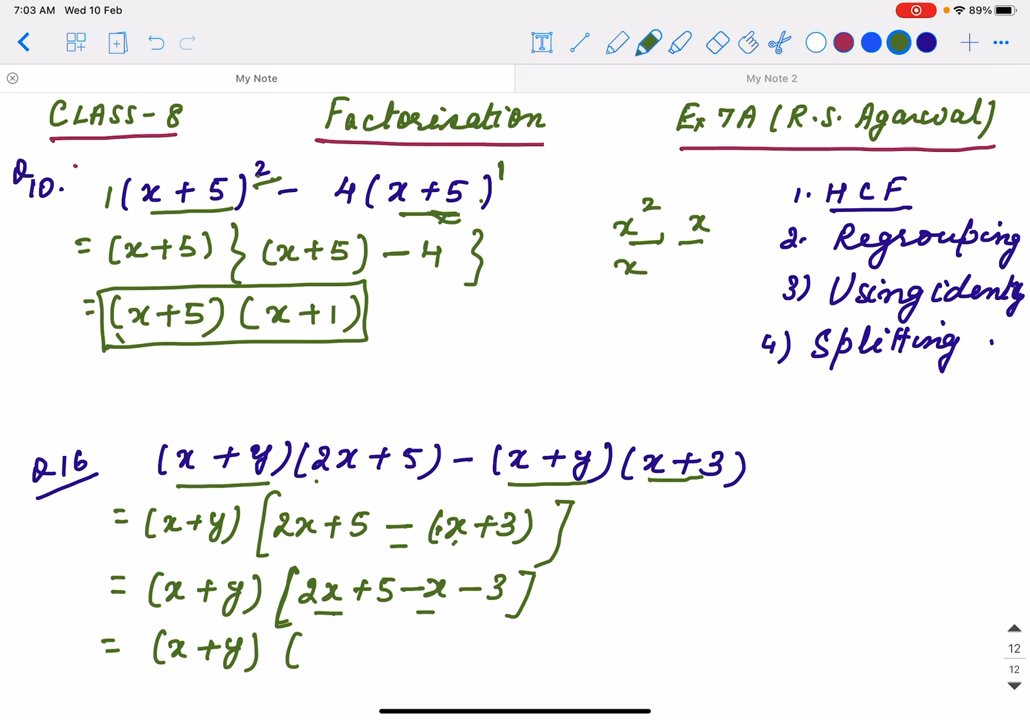 7:03 AM Wed 10 Feb 89%
My Note My Note 2
CLASS-8 Factorisation Ex 7A (R.S. Agarwal)
Q10. 1(x + 5)² - 4(x + 5)¹
= (x+5) { (x+5) - 4 }
= (x+5) (x+1)
x², x
x
1. HCF
2. Regrouping
3) Using identity
4) Splitting
Q16 (x + y)(2x + 5) - (x + y)(x + 3)
= (x+y) [2x+5 - (x+3)]
= (x+y) [2x+5-x-3]
= (x+y) (
12
12